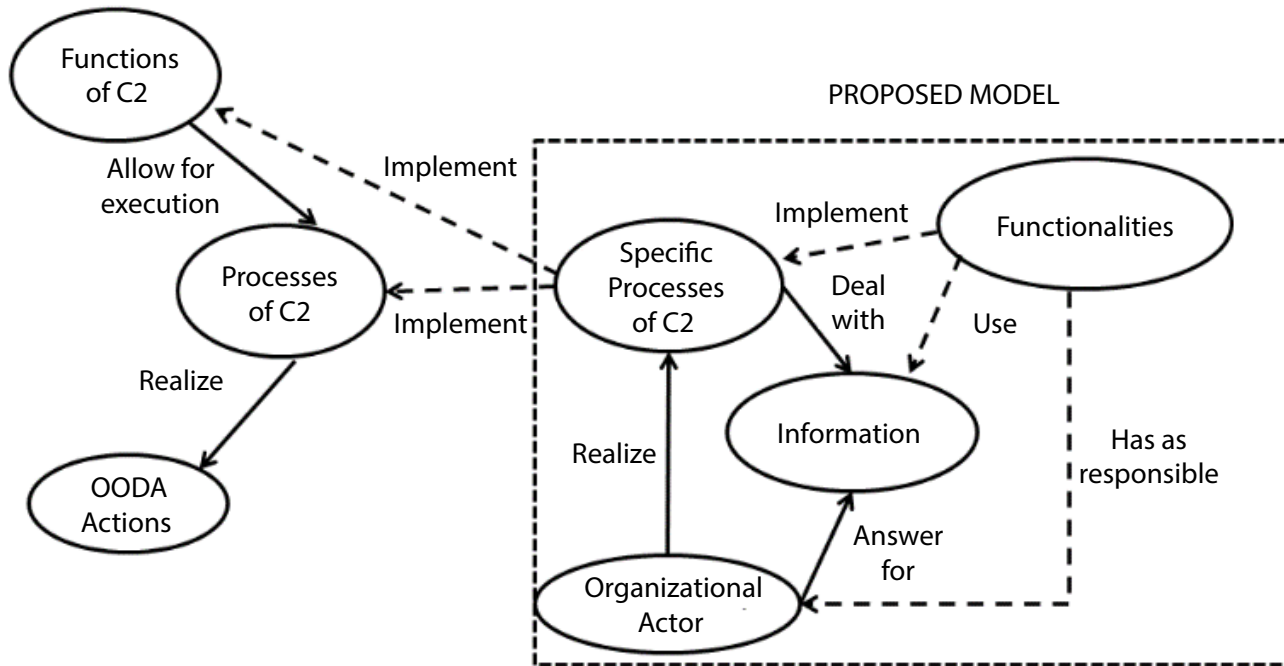 Functions
of C2
PROPOSED MODEL
Allow for
execution
Implement
Implement
Functionalities
Specific
Processes
of C2
Processes
of C2
Implement
Deal
with
Use
Realize
Information
Realize
Has as
responsible
OODA
Actions
Answer
for
Organizational
Actor